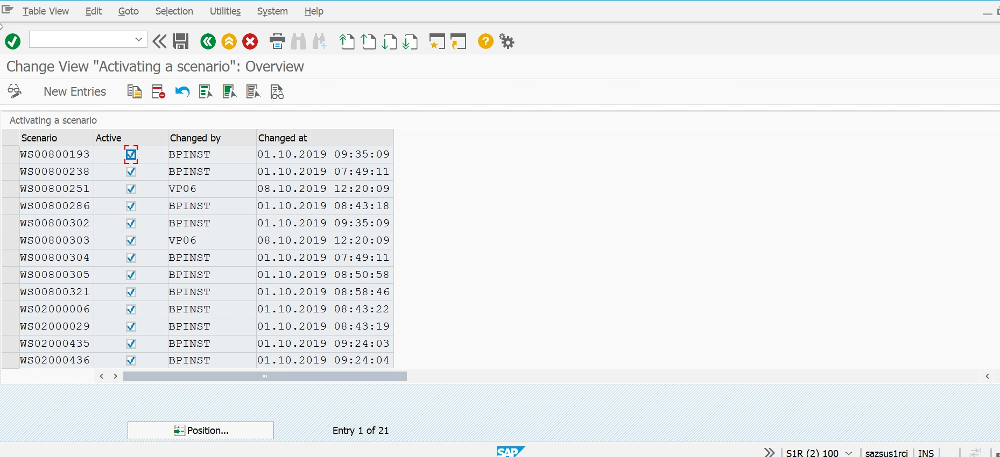 Table View Edit Goto Selection Utilities System Help
Change View "Activating a scenario": Overview
New Entries
Activating a scenario
Scenario Active Changed by Changed at
WS00800193 BPINST 01.10.2019 09:35:09
WS00800238 BPINST 01.10.2019 07:49:11
WS00800251 VP06 08.10.2019 12:20:09
WS00800286 BPINST 01.10.2019 08:43:18
WS00800302 BPINST 01.10.2019 09:35:09
WS00800303 VP06 08.10.2019 12:20:09
WS00800304 BPINST 01.10.2019 07:49:11
WS00800305 BPINST 01.10.2019 08:50:58
WS00800321 BPINST 01.10.2019 08:58:46
WS02000006 BPINST 01.10.2019 08:43:22
WS02000029 BPINST 01.10.2019 08:43:19
WS02000435 BPINST 01.10.2019 09:24:03
WS02000436 BPINST 01.10.2019 09:24:04
Position... Entry 1 of 21
SAP S1R (2) 100 sazsus1rci INS